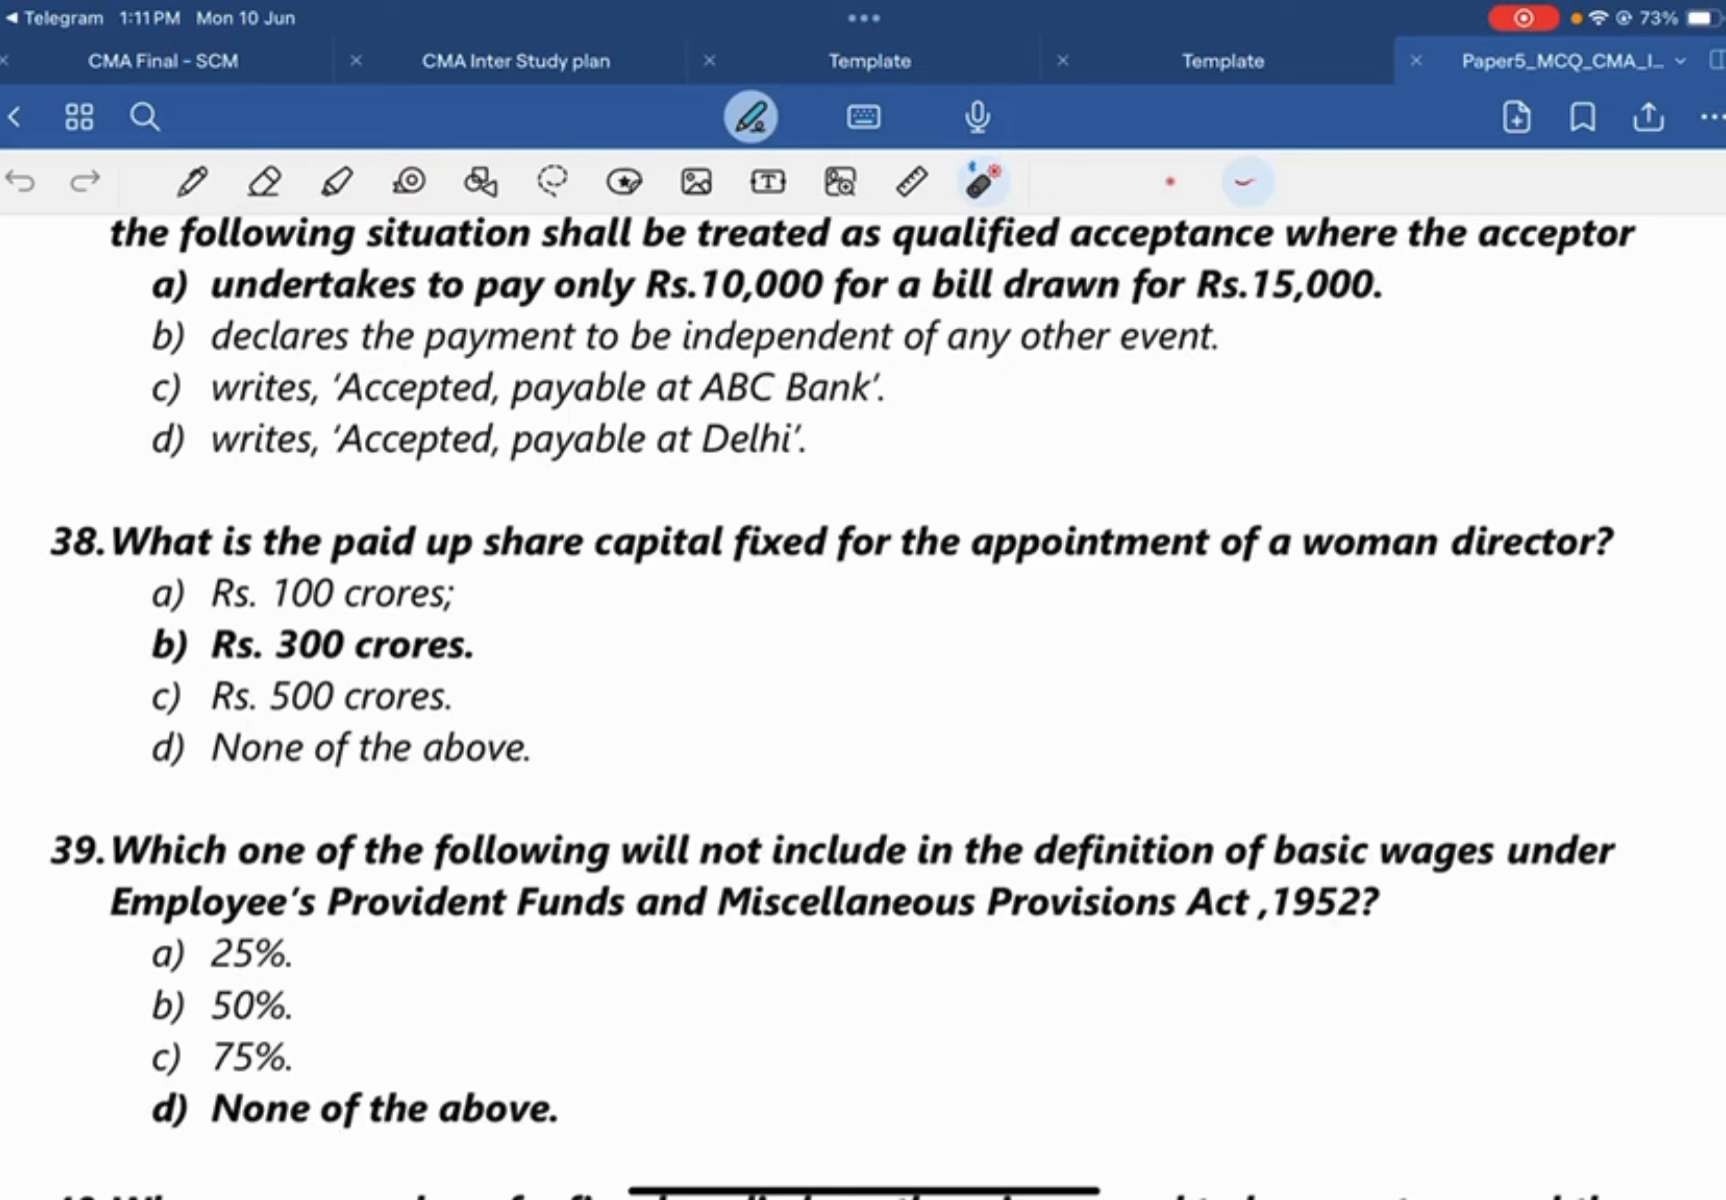 Telegram 1:11 PM Mon 10 Jun
73%
CMA Final - SCM
CMA Inter Study plan
Template
Template
Paper5_MCQ_CMA_I...
the following situation shall be treated as qualified acceptance where the acceptor
a) undertakes to pay only Rs.10,000 for a bill drawn for Rs.15,000.
b) declares the payment to be independent of any other event.
c) writes, ‘Accepted, payable at ABC Bank’.
d) writes, ‘Accepted, payable at Delhi’.
38. What is the paid up share capital fixed for the appointment of a woman director?
a) Rs. 100 crores;
b) Rs. 300 crores.
c) Rs. 500 crores.
d) None of the above.
39. Which one of the following will not include in the definition of basic wages under
Employee’s Provident Funds and Miscellaneous Provisions Act ,1952?
a) 25%.
b) 50%.
c) 75%.
d) None of the above.